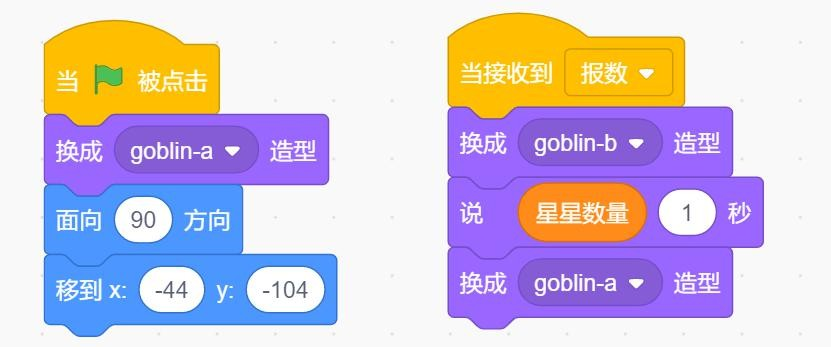 当 被点击
换成 goblin-a 造型
面向 90 方向
移到 x: -44 y: -104
当接收到 报数
换成 goblin-b 造型
说 星星数量 1 秒
换成 goblin-a 造型